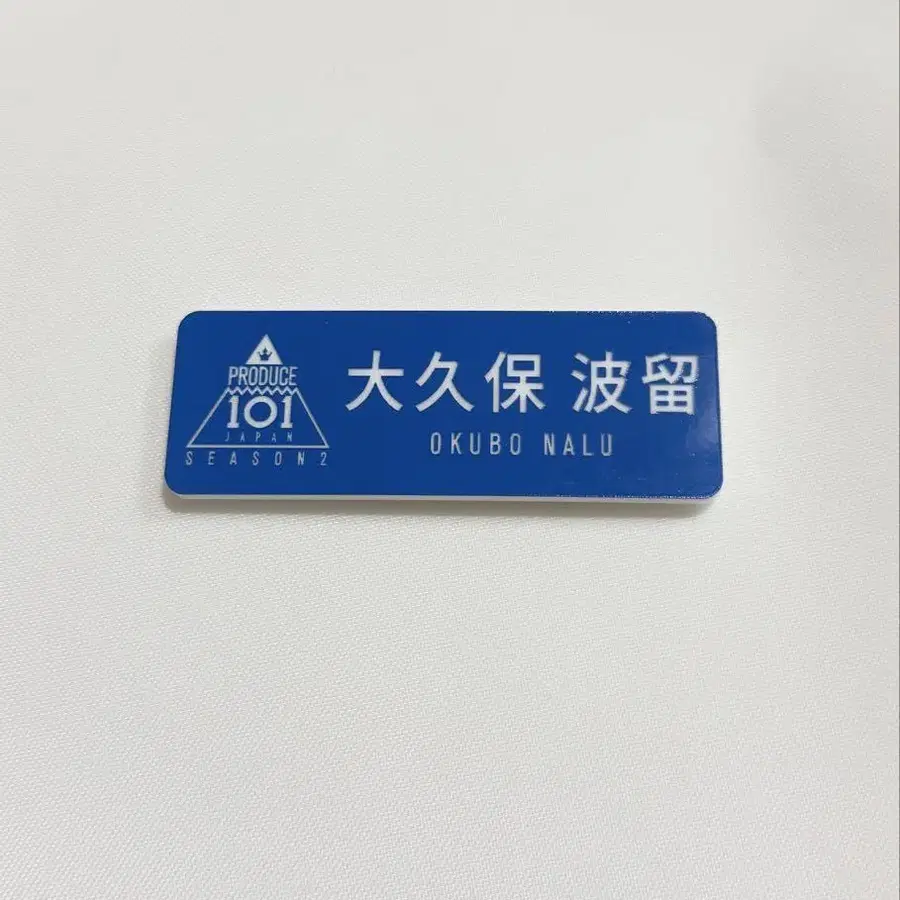 PRODUCE
101
JAPAN
SEASON2
大久保 波留
OKUBO NALU